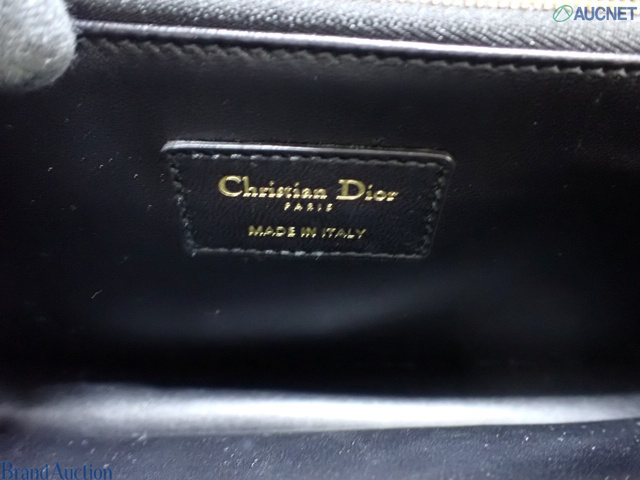 AUCNET
Christian Dior
PARIS
MADE IN ITALY
Brand Auction